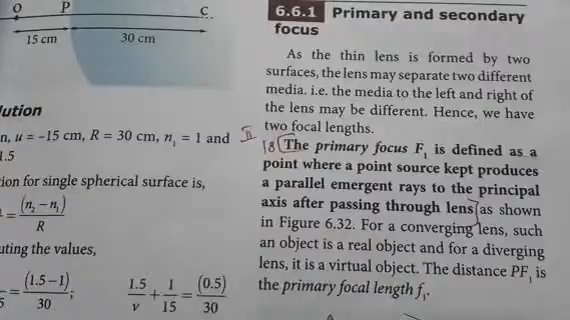 O P C
15 cm 30 cm
lution
n, u = –15 cm, R = 30 cm, n₁ = 1 and
1.5
ion for single spherical surface is,
= (n₂ – n₁) / R
uting the values,
= (1.5 – 1) / 30 ; 1.5 / v + 1 / 15 = (0.5) / 30
6.6.1 Primary and secondary
focus
As the thin lens is formed by two
surfaces, the lens may separate two different
media. i.e. the media to the left and right of
the lens may be different. Hence, we have
two focal lengths.
18 The primary focus F₁ is defined as a
point where a point source kept produces
a parallel emergent rays to the principal
axis after passing through lens as shown
in Figure 6.32. For a converging lens, such
an object is a real object and for a diverging
lens, it is a virtual object. The distance PF₁ is
the primary focal length f₁.